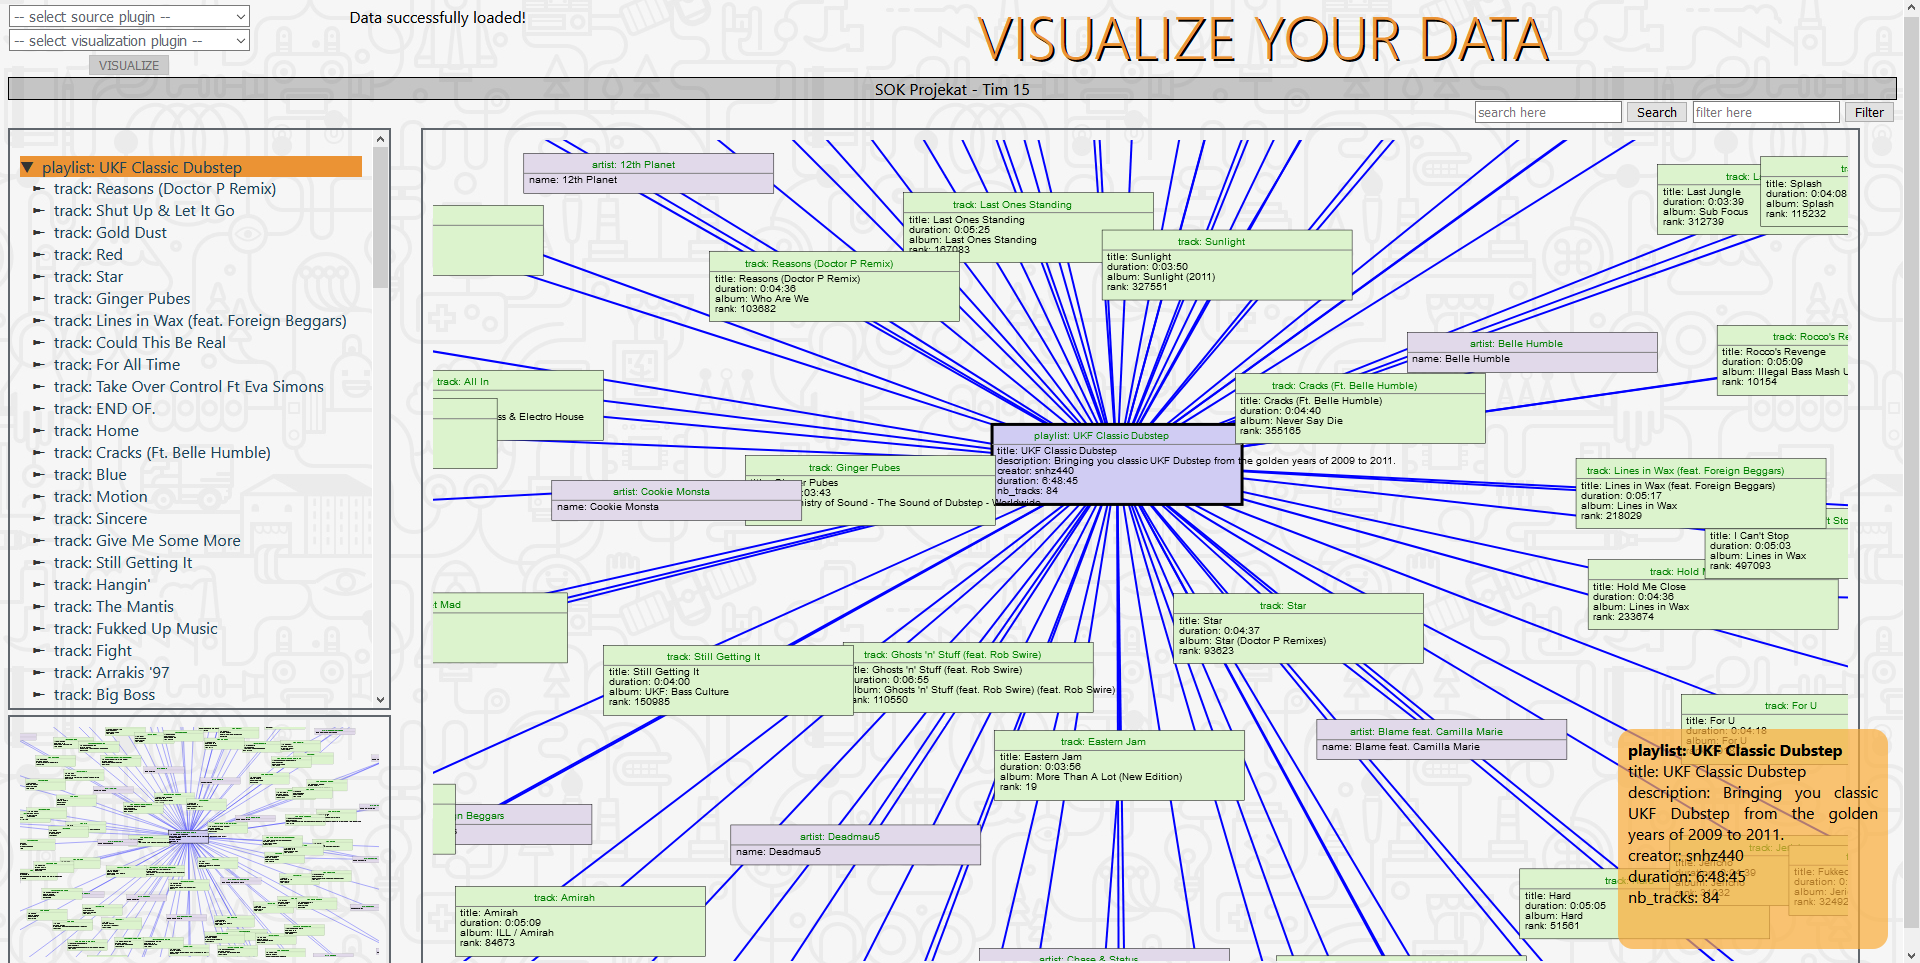 -- select source plugin --
-- select visualization plugin --
VISUALIZE
Data successfully loaded!
VISUALIZE YOUR DATA
SOK Projekat - Tim 15
search here
Search
filter here
Filter
playlist: UKF Classic Dubstep
track: Reasons (Doctor P Remix)
track: Shut Up & Let It Go
track: Gold Dust
track: Red
track: Star
track: Ginger Pubes
track: Lines in Wax (feat. Foreign Beggars)
track: Could This Be Real
track: For All Time
track: Take Over Control Ft Eva Simons
track: END OF.
track: Home
track: Cracks (Ft. Belle Humble)
track: Blue
track: Motion
track: Sincere
track: Give Me Some More
track: Still Getting It
track: Hangin'
track: The Mantis
track: Fukked Up Music
track: Fight
track: Arrakis '97
track: Big Boss
artist: 12th Planet
name: 12th Planet
track: Last Ones Standing
title: Last Ones Standing
duration: 0:05:25
album: Last Ones Standing
rank: 167083
track: Sunlight
title: Sunlight
duration: 0:03:50
album: Sunlight (2011)
rank: 327551
track: Reasons (Doctor P Remix)
title: Reasons (Doctor P Remix)
duration: 0:04:36
album: Who Are We
rank: 103682
track: L
title: Last Jungle
duration: 0:03:39
album: Sub Focus
rank: 312739
title: Splash
duration: 0:04:08
album: Splash
rank: 115232
artist: Belle Humble
name: Belle Humble
track: Rocco's Re
title: Rocco's Revenge
duration: 0:05:09
album: Illegal Bass Mash U
rank: 10154
track: All In
ss & Electro House
track: Cracks (Ft. Belle Humble)
title: Cracks (Ft. Belle Humble)
duration: 0:04:40
album: Never Say Die
rank: 355165
playlist: UKF Classic Dubstep
title: UKF Classic Dubstep
description: Bringing you classic UKF Dubstep from the golden years of 2009 to 2011.
creator: snhz440
duration: 6:48:45
nb_tracks: 84
track: Ginger Pubes
Pubes
:03:43
istry of Sound - The Sound of Dubstep - Worldwide
artist: Cookie Monsta
name: Cookie Monsta
track: Lines in Wax (feat. Foreign Beggars)
title: Lines in Wax (feat. Foreign Beggars)
duration: 0:05:17
album: Lines in Wax
rank: 218029
't Sto
title: I Can't Stop
duration: 0:05:03
album: Lines in Wax
rank: 497093
track: Hold
title: Hold Me Close
duration: 0:04:36
album: Lines in Wax
rank: 233674
t Mad
track: Star
title: Star
duration: 0:04:37
album: Star (Doctor P Remixes)
rank: 93623
track: Still Getting It
title: Still Getting It
duration: 0:04:00
album: UKF: Bass Culture
rank: 150985
track: Ghosts 'n' Stuff (feat. Rob Swire)
title: Ghosts 'n' Stuff (feat. Rob Swire)
duration: 0:06:55
album: Ghosts 'n' Stuff (feat. Rob Swire) (feat. Rob Swire)
rank: 110550
track: Eastern Jam
title: Eastern Jam
duration: 0:03:56
album: More Than A Lot (New Edition)
rank: 19
artist: Blame feat. Camilla Marie
name: Blame feat. Camilla Marie
track: For U
title: For U
duration: 0:04:18
album: For U
n Beggars
artist: Deadmau5
name: Deadmau5
track: Amirah
title: Amirah
duration: 0:05:09
album: ILL / Amirah
rank: 84673
artist: Chase & Status
title: Hard
duration: 0:05:05
album: Hard
rank: 51561
playlist: UKF Classic Dubstep
title: UKF Classic Dubstep
description: Bringing you classic
UKF Dubstep from the golden
years of 2009 to 2011.
creator: snhz440
duration: 6:48:45
nb_tracks: 84